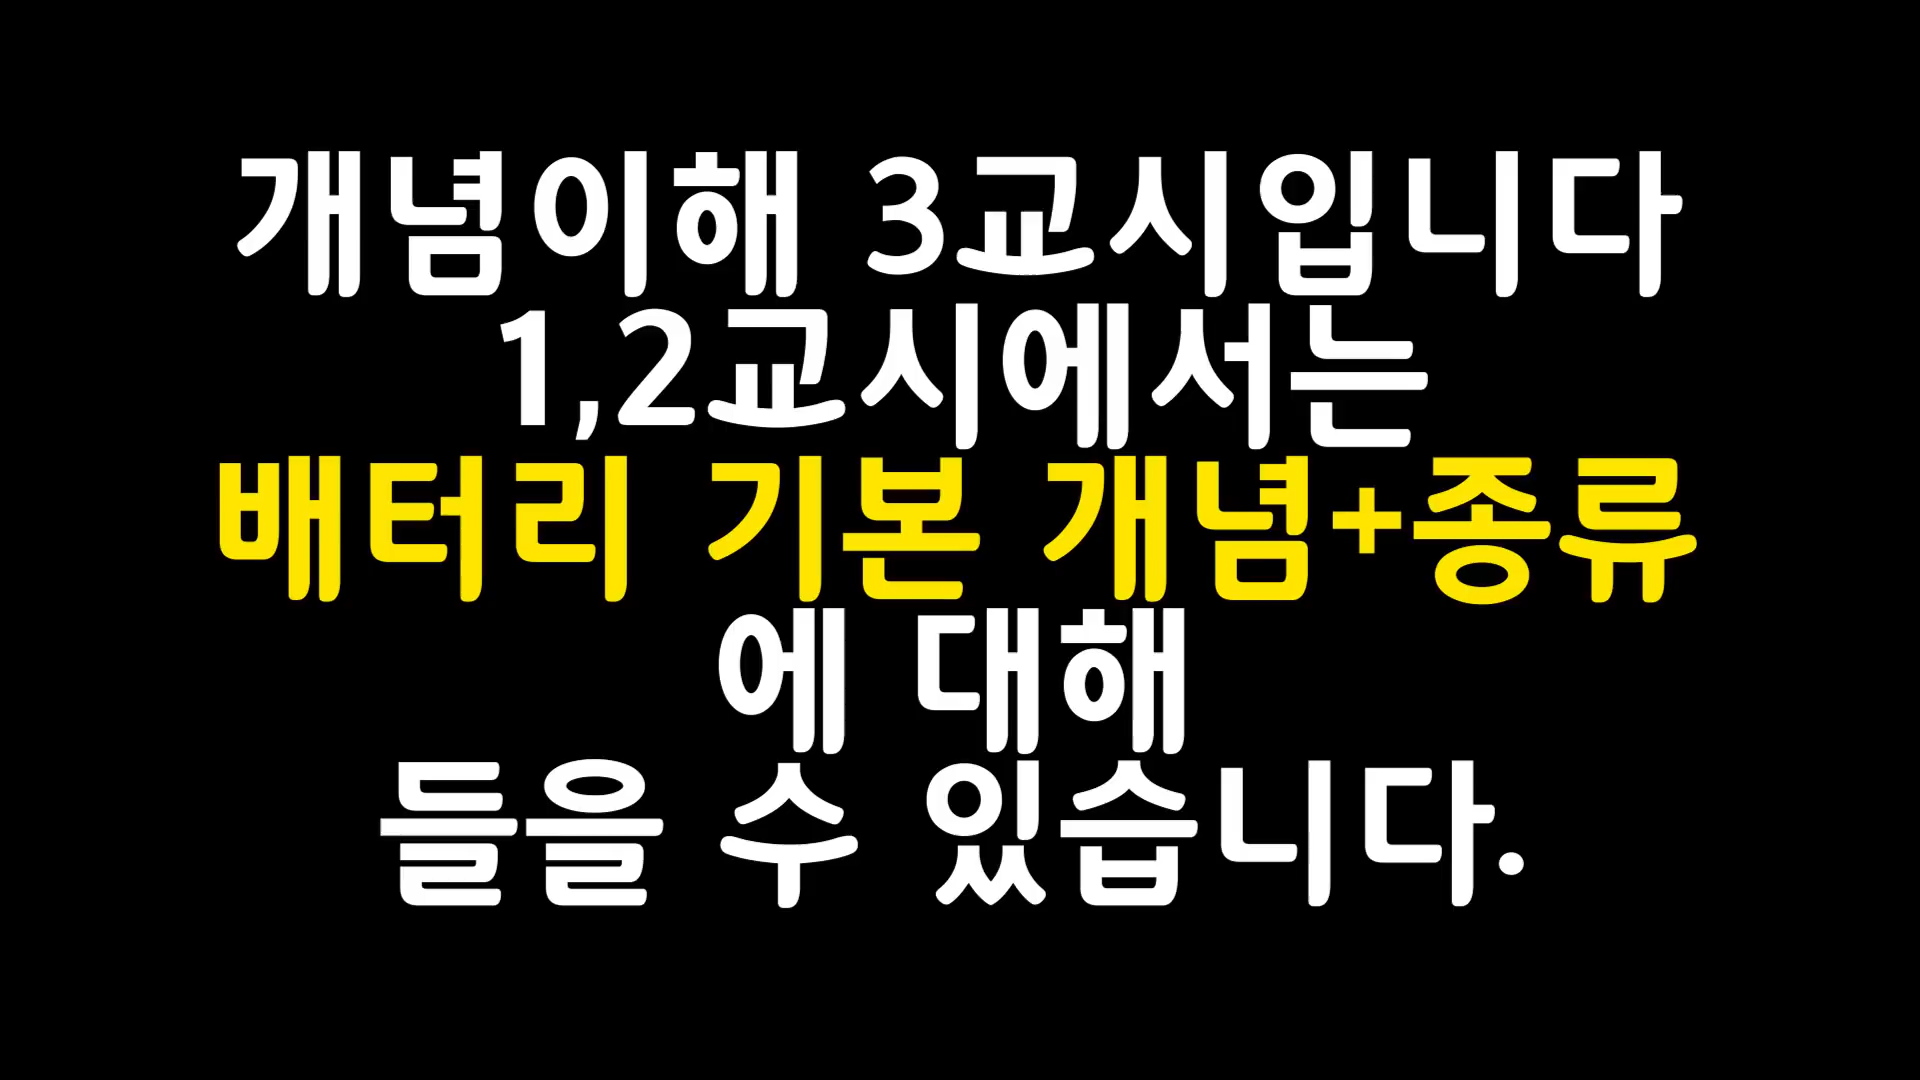 개념이해 3교시입니다
1,2교시에서는
배터리 기본 개념+종류
에 대해
들을 수 있습니다.